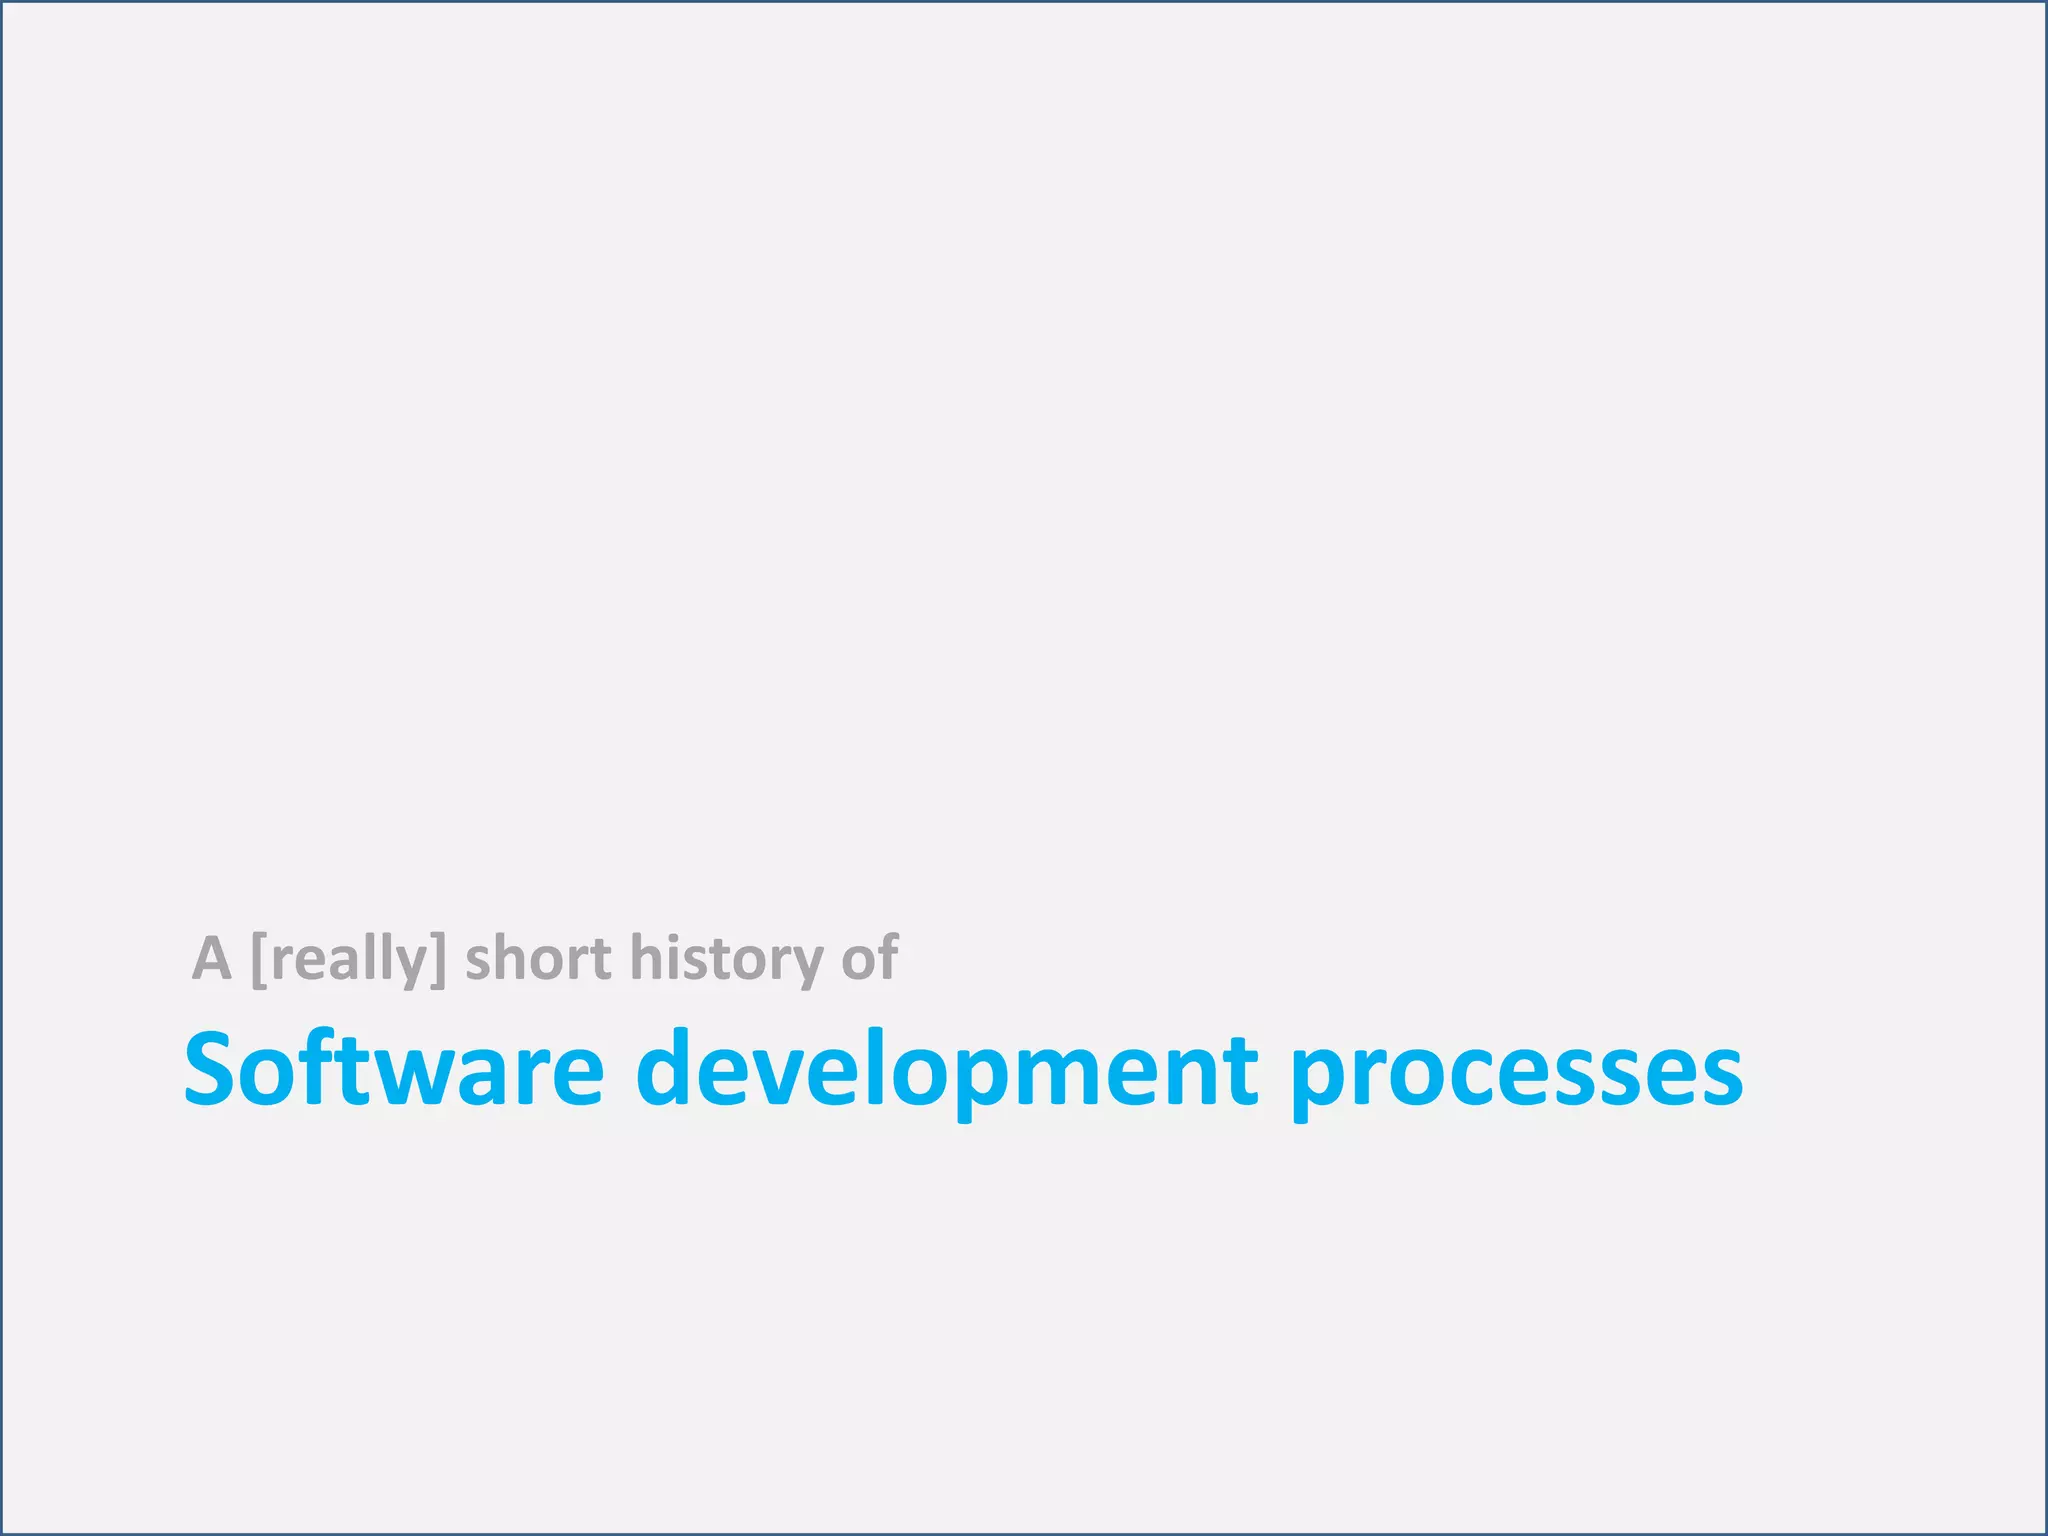 A [really] short history of
Software development processes